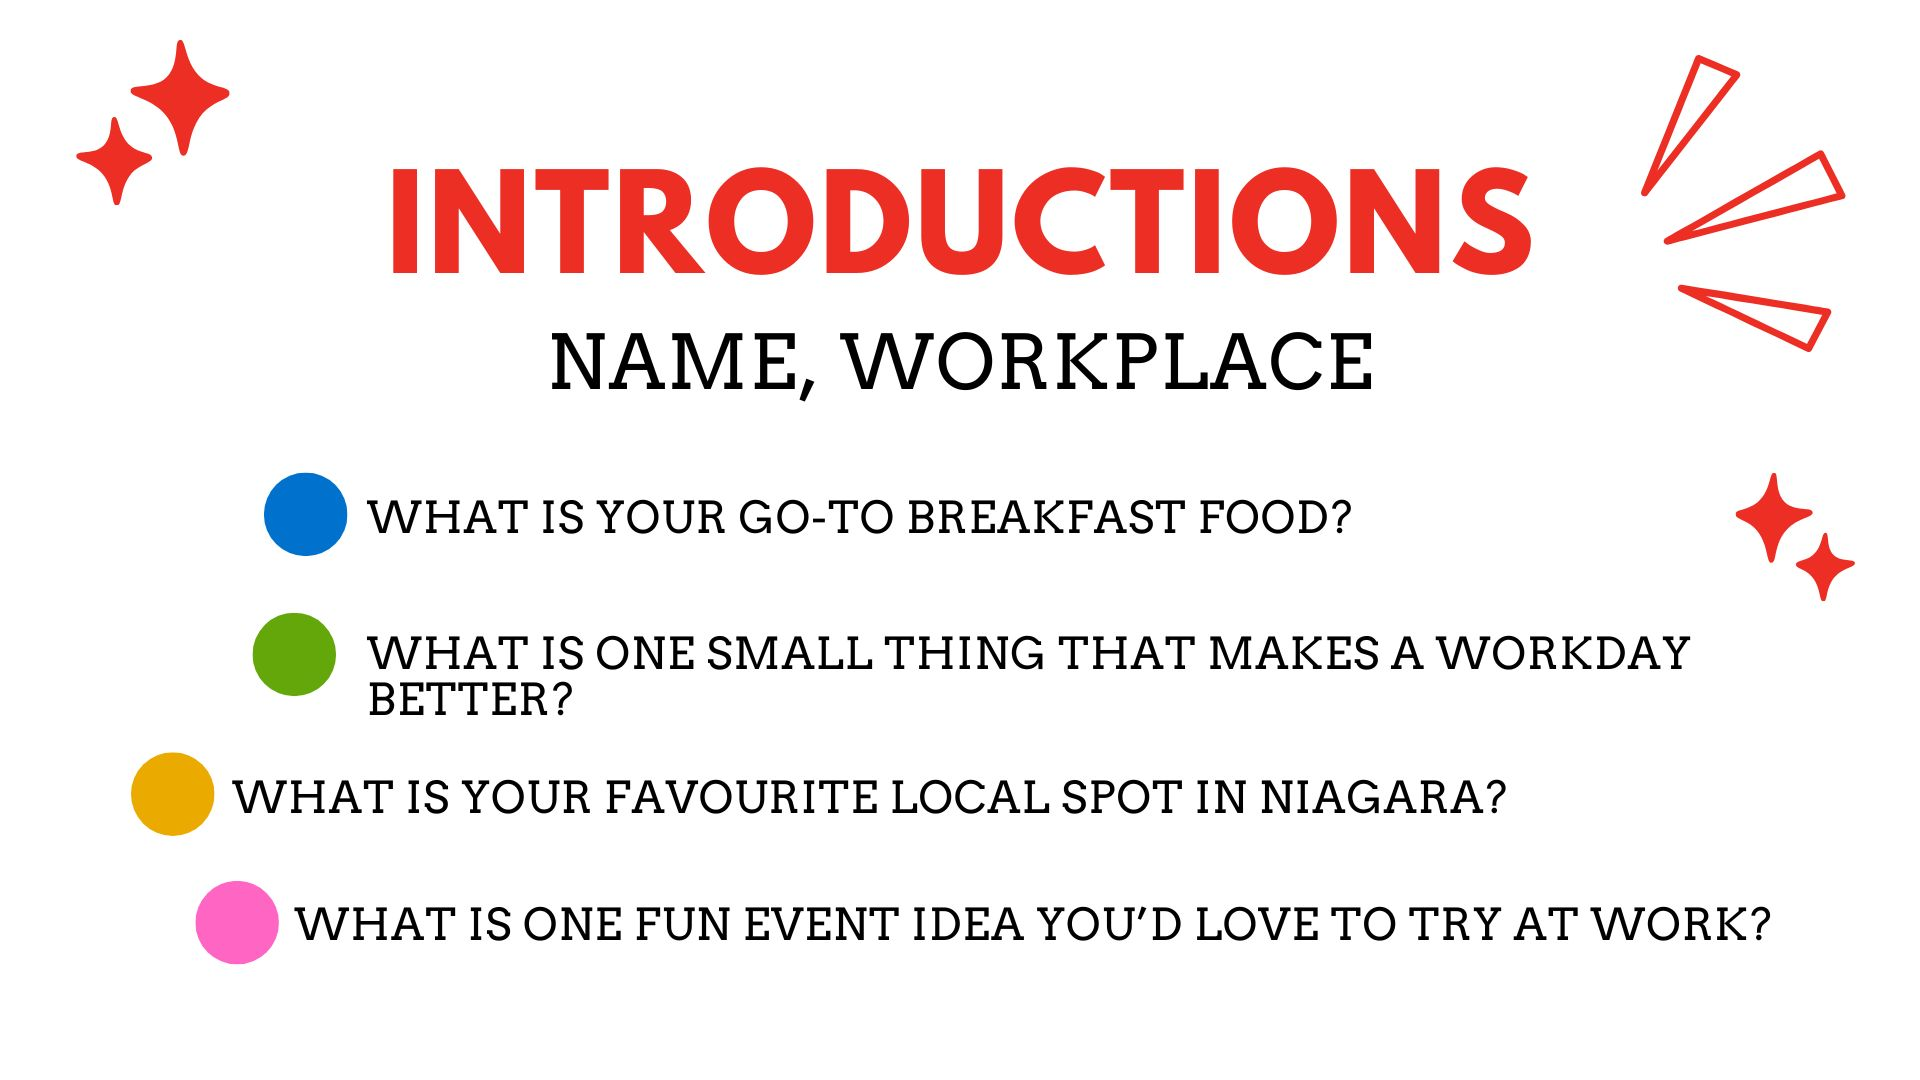 INTRODUCTIONS
NAME, WORKPLACE
WHAT IS YOUR GO-TO BREAKFAST FOOD?
WHAT IS ONE SMALL THING THAT MAKES A WORKDAY
BETTER?
WHAT IS YOUR FAVOURITE LOCAL SPOT IN NIAGARA?
WHAT IS ONE FUN EVENT IDEA YOU’D LOVE TO TRY AT WORK?